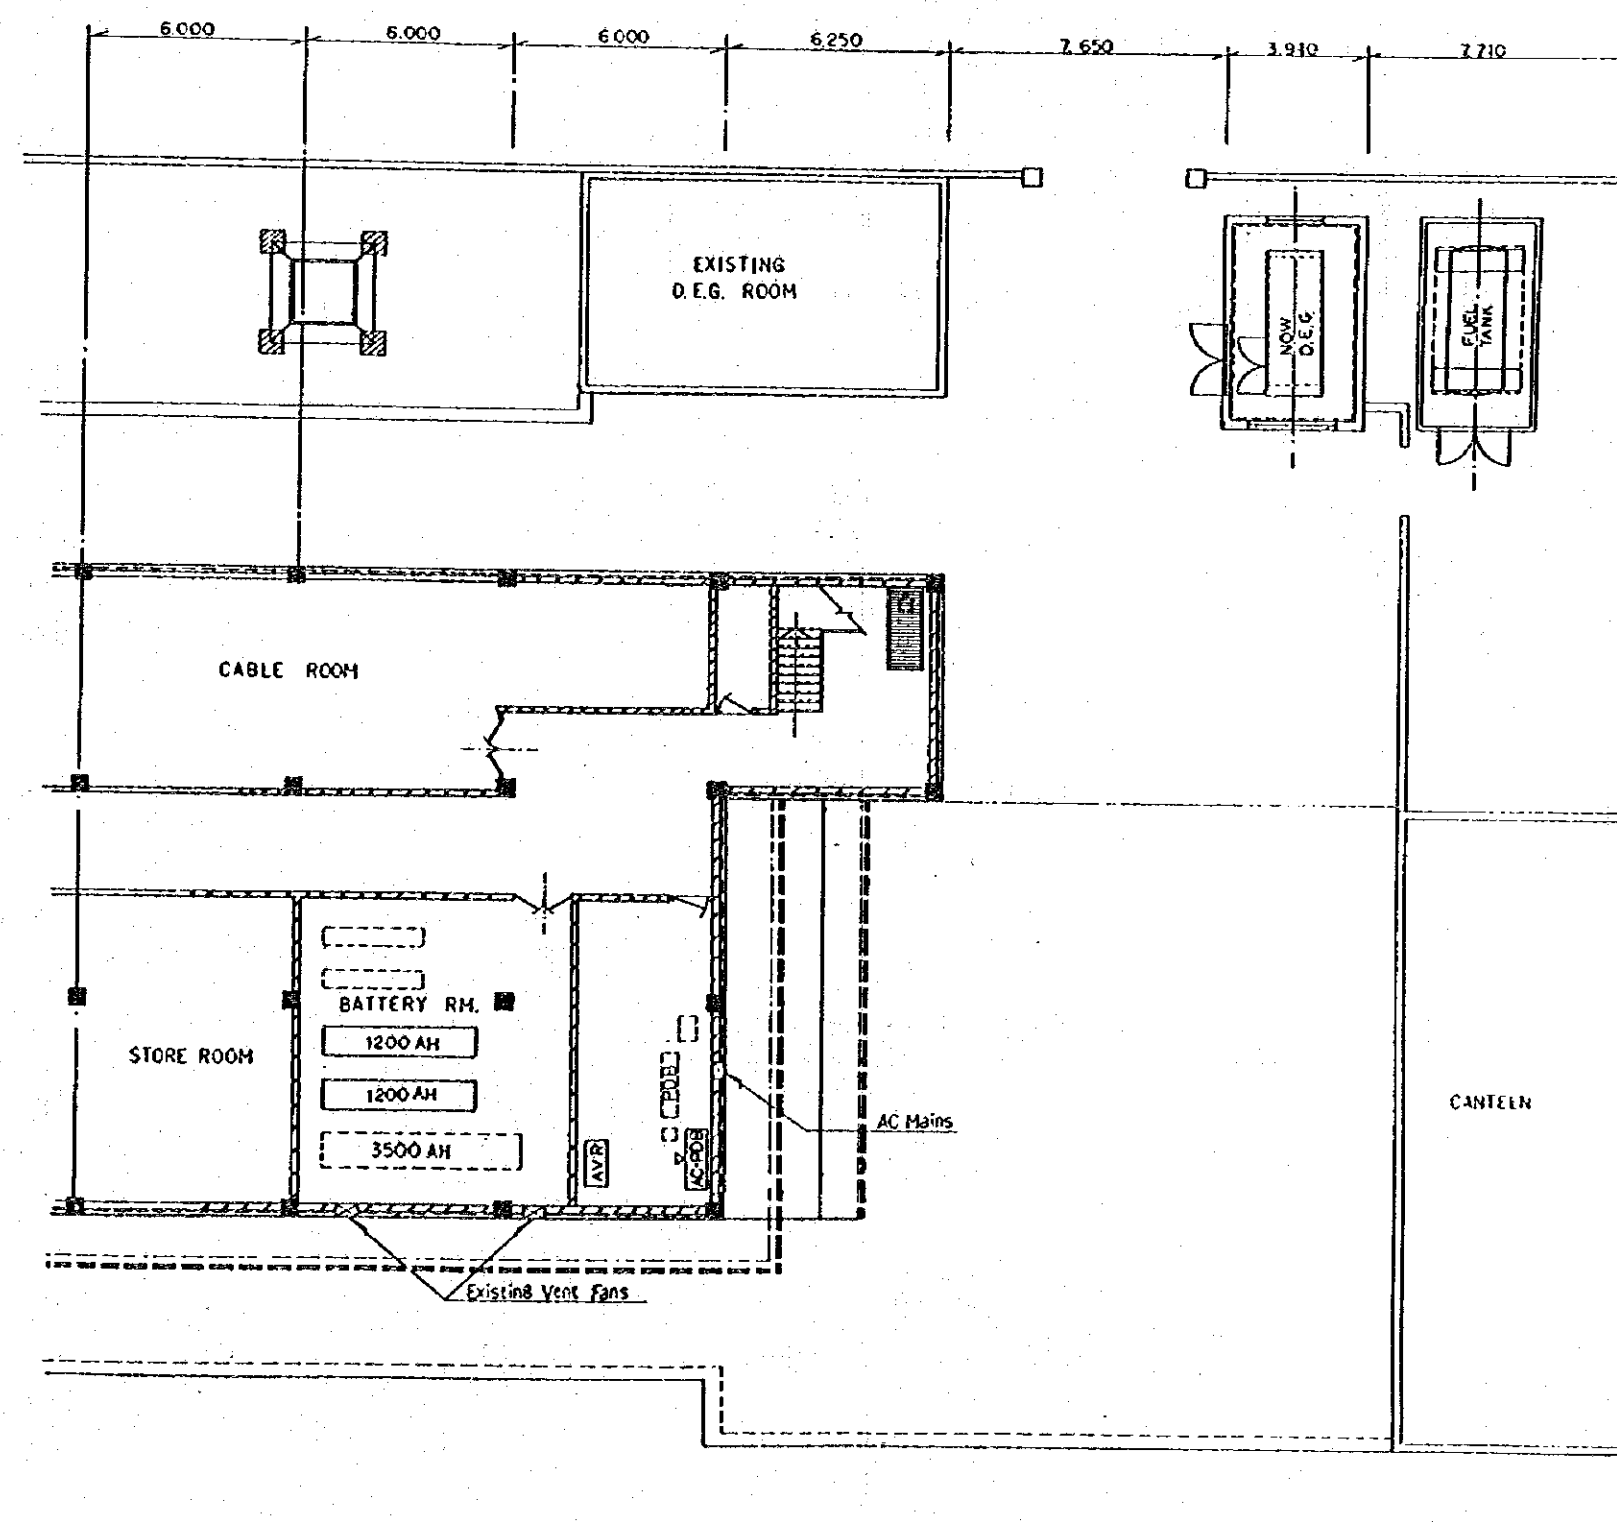 6.000
6.000
6.000
6.250
7.650
3.910
7.710
EXISTING
D.E.G. ROOM
NOW
D.E.G.
FUEL
TANK
CABLE ROOM
BATTERY RM.
1200 AH
1200 AH
3500 AH
STORE ROOM
PDB
AVR
AC-PDB
AC Mains
CANTEEN
Existing Vent Fans